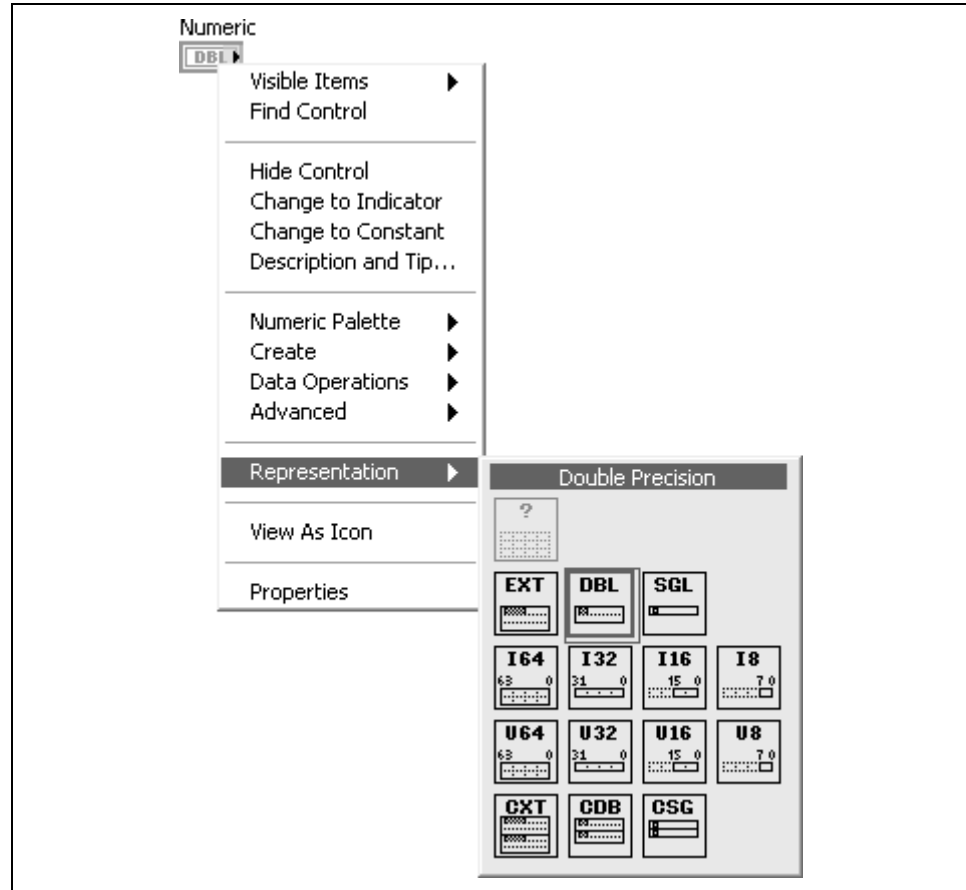 Numeric
DBL
Visible Items
Find Control
Hide Control
Change to Indicator
Change to Constant
Description and Tip...
Numeric Palette
Create
Data Operations
Advanced
Representation
View As Icon
Properties
Double Precision
?
EXT DBL SGL
I64 I32 I16 I8
63 0 31 0 15 0 7 0
U64 U32 U16 U8
63 0 31 0 15 0 7 0
CXT CDB CSG